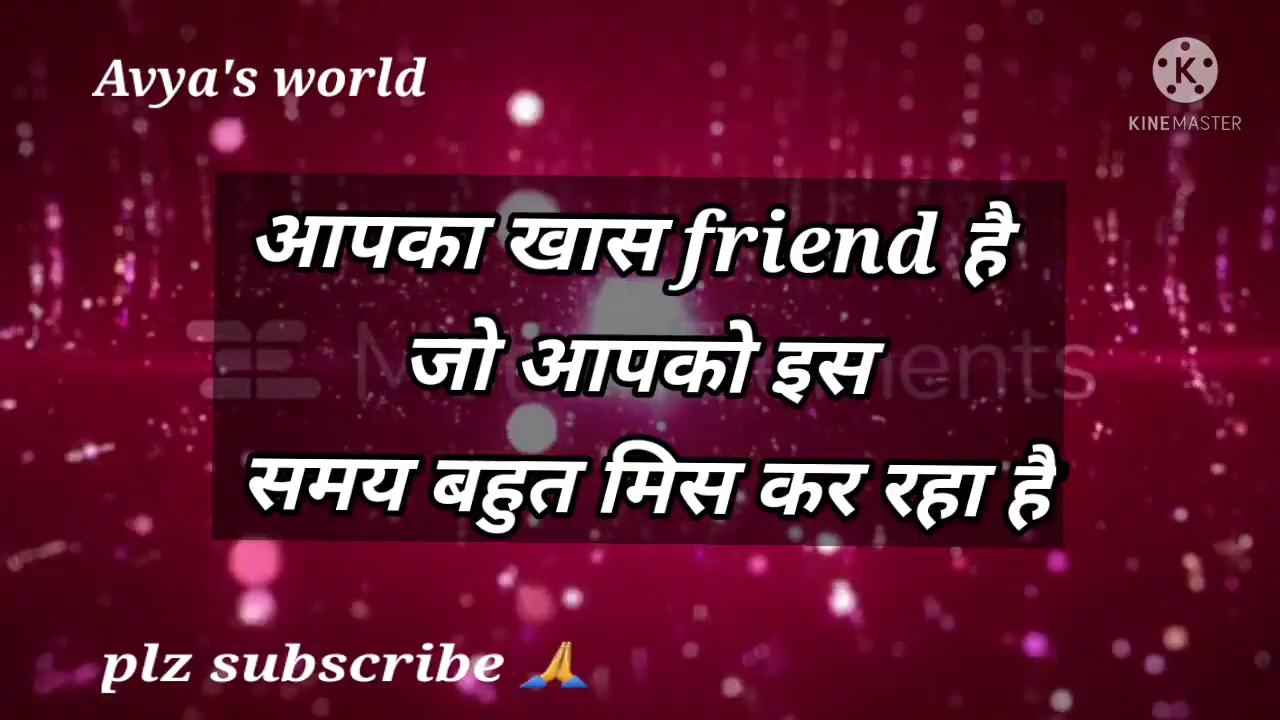 Avya's world
KINEMASTER
आपका खास friend है
जो आपको इस
समय बहुत मिस कर रहा है
plz subscribe 🙏